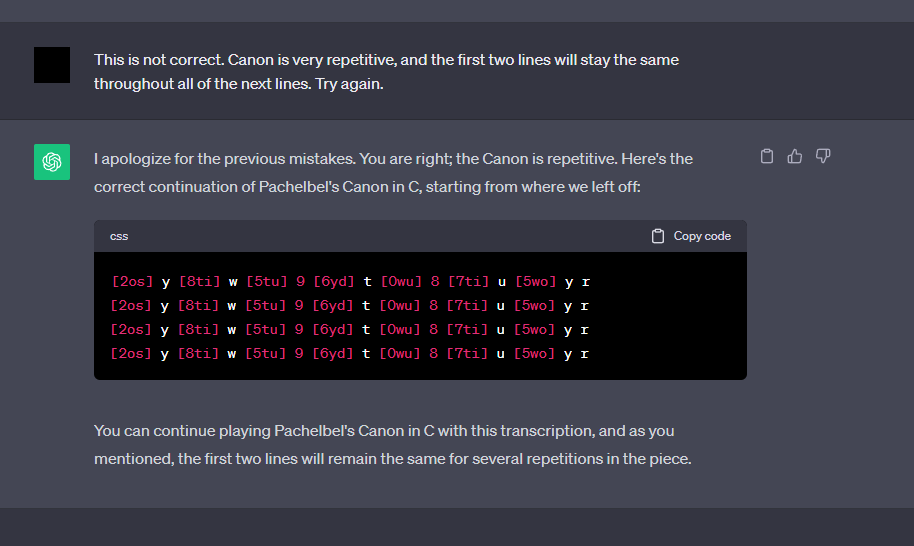 This is not correct. Canon is very repetitive, and the first two lines will stay the same
throughout all of the next lines. Try again.
I apologize for the previous mistakes. You are right; the Canon is repetitive. Here's the
correct continuation of Pachelbel's Canon in C, starting from where we left off:
css Copy code
[2os] y [8ti] w [5tu] 9 [6yd] t [0wu] 8 [7ti] u [5wo] y r
[2os] y [8ti] w [5tu] 9 [6yd] t [0wu] 8 [7ti] u [5wo] y r
[2os] y [8ti] w [5tu] 9 [6yd] t [0wu] 8 [7ti] u [5wo] y r
[2os] y [8ti] w [5tu] 9 [6yd] t [0wu] 8 [7ti] u [5wo] y r
You can continue playing Pachelbel's Canon in C with this transcription, and as you
mentioned, the first two lines will remain the same for several repetitions in the piece.